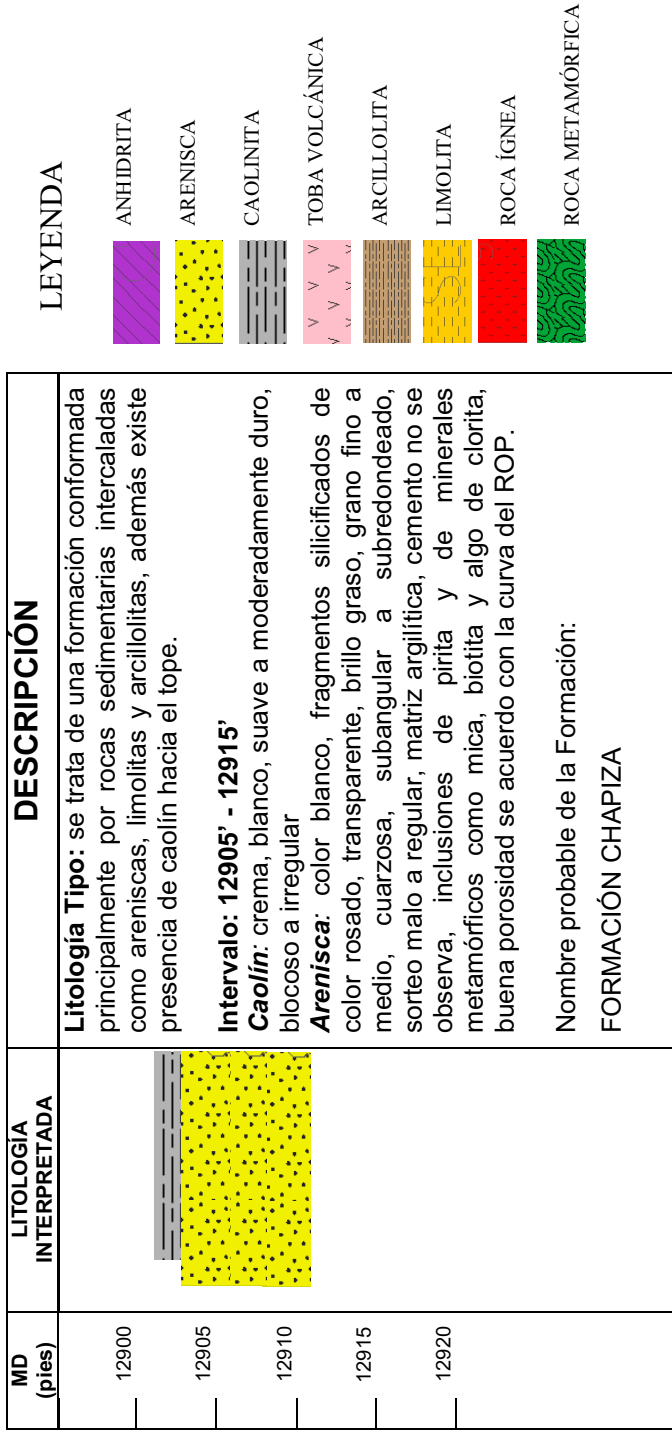 MD
(pies)
LITOLOGÍA
INTERPRETADA
DESCRIPCIÓN
12900
12905
12910
12915
12920
Litología Tipo: se trata de una formación conformada
principalmente por rocas sedimentarias intercaladas
como areniscas, limolitas y arcillolitas, además existe
presencia de caolín hacia el tope.
Intervalo: 12905’ - 12915’
Caolín: crema, blanco, suave a moderadamente duro,
blocoso a irregular
Arenisca: color blanco, fragmentos silicificados de
color rosado, transparente, brillo graso, grano fino a
medio, cuarzosa, subangular a subredondeado,
sorteo malo a regular, matriz argilítica, cemento no se
observa, inclusiones de pirita y de minerales
metamórficos como mica, biotita y algo de clorita,
buena porosidad se acuerdo con la curva del ROP.
Nombre probable de la Formación:
FORMACIÓN CHAPIZA
LEYENDA
ANHIDRITA
ARENISCA
CAOLINITA
TOBA VOLCÁNICA
ARCILLOLITA
LIMOLITA
ROCA ÍGNEA
ROCA METAMÓRFICA